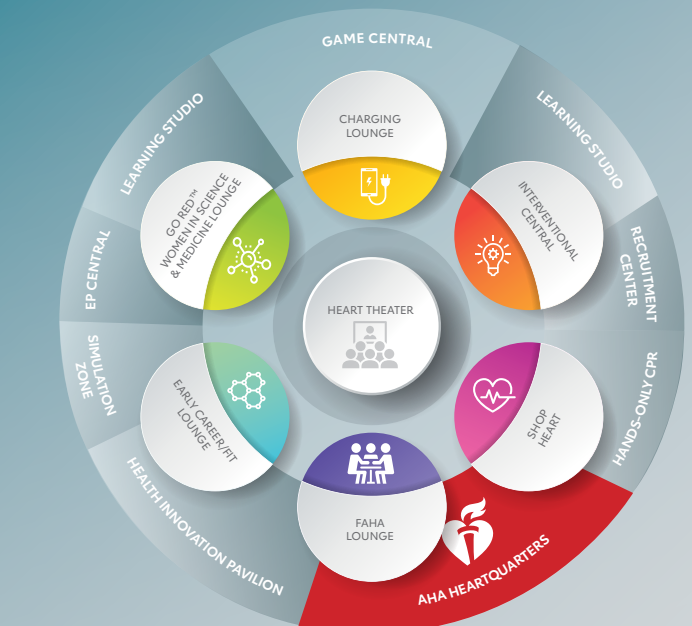 GAME CENTRAL
LEARNING STUDIO
LEARNING STUDIO
CHARGING
LOUNGE
GO RED™
WOMEN IN SCIENCE
& MEDICINE LOUNGE
INTERVENTIONAL
CENTRAL
EP CENTRAL
RECRUITMENT
CENTER
HEART THEATER
SIMULATION
ZONE
HANDS-ONLY CPR
EARLY CAREER/FIT
LOUNGE
SHOP
HEART
HEALTH INNOVATION PAVILION
FAHA
LOUNGE
AHA HEARTQUARTERS